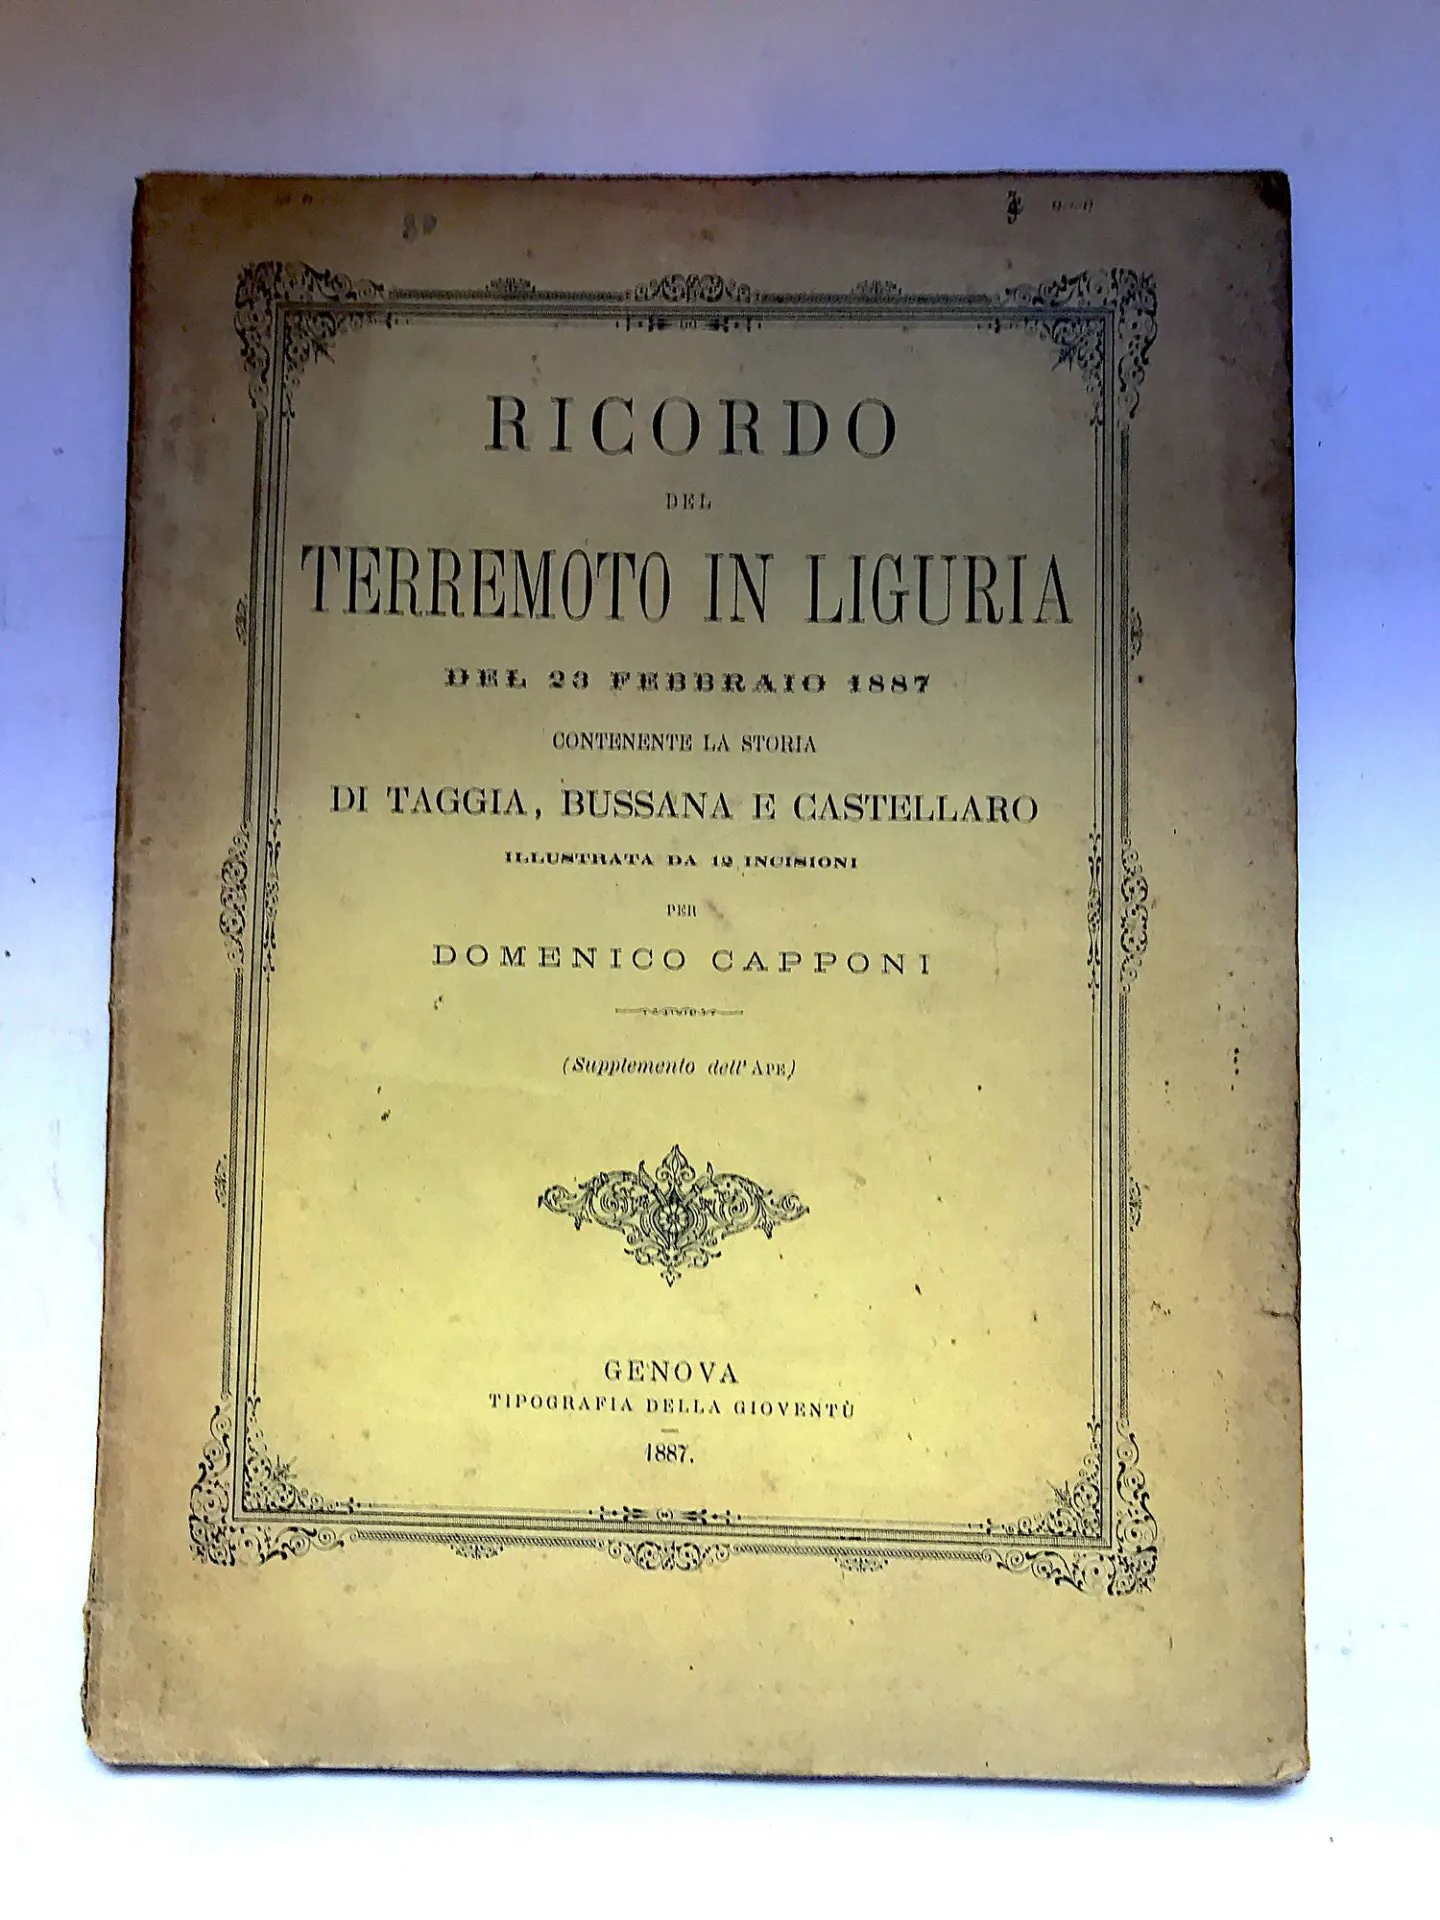 80
RICORDO
DEL
TERREMOTO IN LIGURIA
DEL 23 FEBBRAIO 1887
CONTENENTE LA STORIA
DI TAGGIA, BUSSANA E CASTELLARO
ILLUSTRATA DA 12 INCISIONI
PER
DOMENICO CAPPONI
(Supplemento dell' APE)
GENOVA
TIPOGRAFIA DELLA GIOVENTÙ
1887.